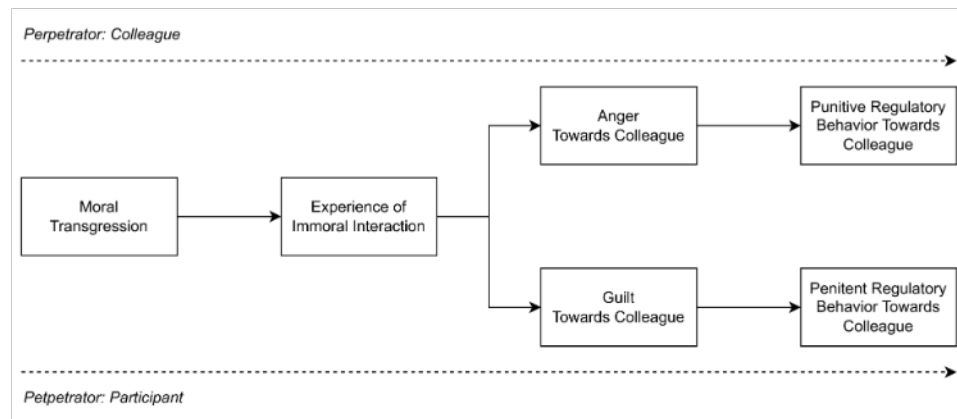 Perpetrator: Colleague
Anger
Towards Colleague
Punitive Regulatory
Behavior Towards
Colleague
Moral
Transgression
Experience of
Immoral Interaction
Guilt
Towards Colleague
Penitent Regulatory
Behavior Towards
Colleague
Petpetrator: Participant